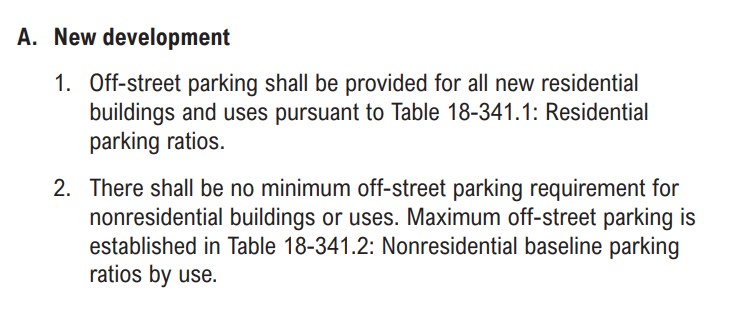 A. New development
1. Off-street parking shall be provided for all new residential
buildings and uses pursuant to Table 18-341.1: Residential
parking ratios.
2. There shall be no minimum off-street parking requirement for
nonresidential buildings or uses. Maximum off-street parking is
established in Table 18-341.2: Nonresidential baseline parking
ratios by use.